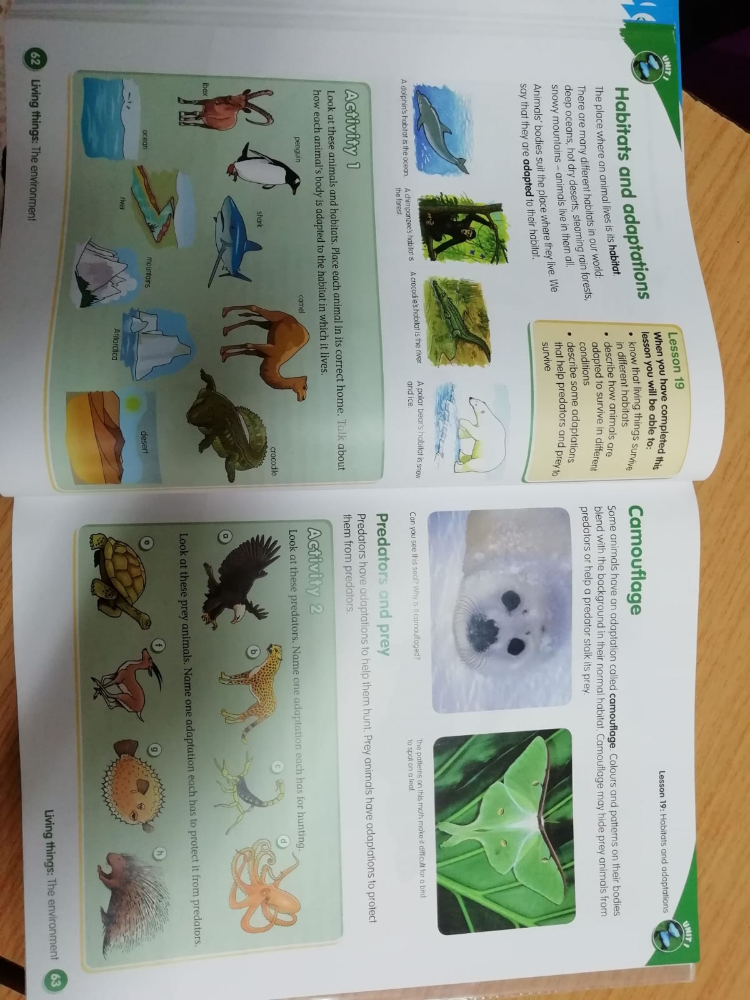 UNIT
Habitats and adaptations
The place where an animal lives is its habitat.
There are many different habitats in our world:
deep oceans, hot dry deserts, steaming rain forests,
snowy mountains – animals live in them all.
Animals' bodies suit the place where they live. We
say that they are adapted to their habitat.
Lesson 19
When you have completed this
lesson you will be able to:
• know that living things survive
in different habitats
• describe how animals are
adapted to survive in different
conditions
• describe some adaptations
that help predators and prey to
survive
A dolphin's habitat is the ocean.
A chimpanzee's habitat is
the forest.
A crocodile's habitat is the river.
A polar bear's habitat is snow
and ice.
Activity 1
Look at these animals and habitats. Place each animal in its correct home. Talk about
how each animal's body is adapted to the habitat in which it lives.
ibex
penguin
shark
camel
crocodile
ocean
river
mountains
Antarctica
desert
62 Living things: The environment
Lesson 19: Habitats and adaptations
UNIT
Camouflage
Some animals have an adaptation called camouflage. Colours and patterns on their bodies
blend with the background in their normal habitat. Camouflage may hide prey animals from
predators or help a predator stalk its prey.
Can you see this seal? Why is it camouflaged?
The patterns on this moth make it difficult for a bird
to spot on a leaf.
Predators and prey
Predators have adaptations to help them hunt. Prey animals have adaptations to protect
them from predators.
Activity 2
Look at these predators. Name one adaptation each has for hunting.
a
b
c
d
Look at these prey animals. Name one adaptation each has to protect it from predators.
e
f
g
h
Living things: The environment 63